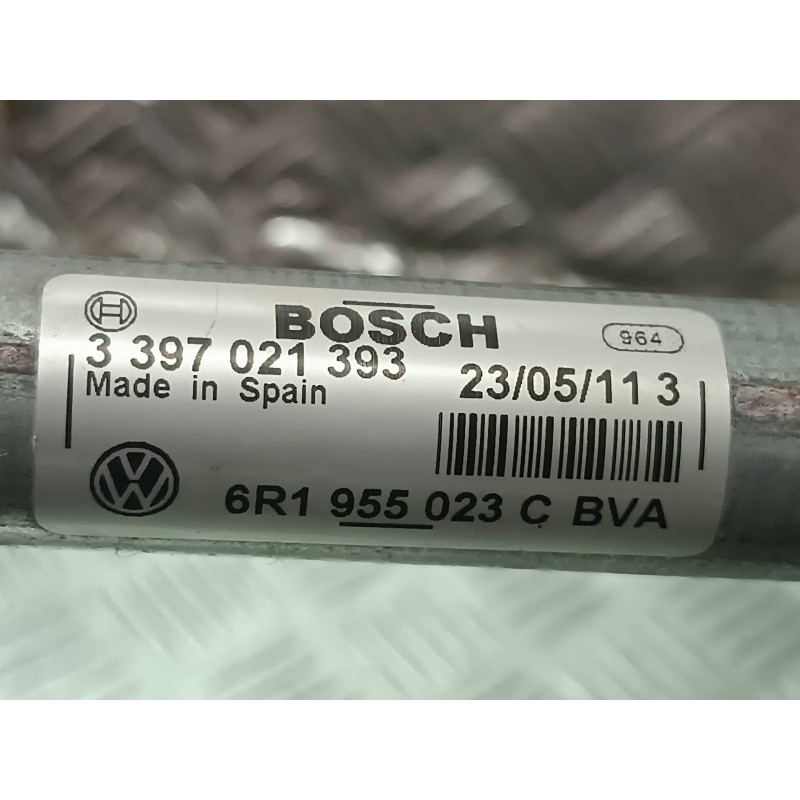 BOSCH
964
3 397 021 393
23/05/11 3
Made in Spain
6R1 955 023 C BVA